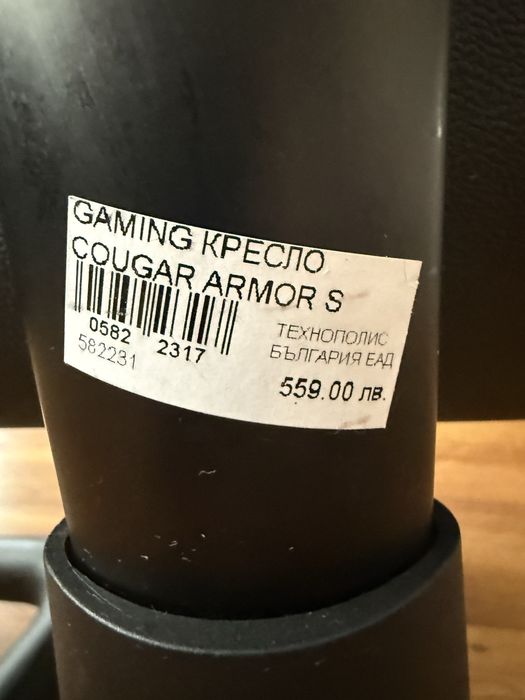 GAMING КРЕСЛО
COUGAR ARMOR S
0582 2317
582231
ТЕХНОПОЛИС
БЪЛГАРИЯ ЕАД
559.00 лв.